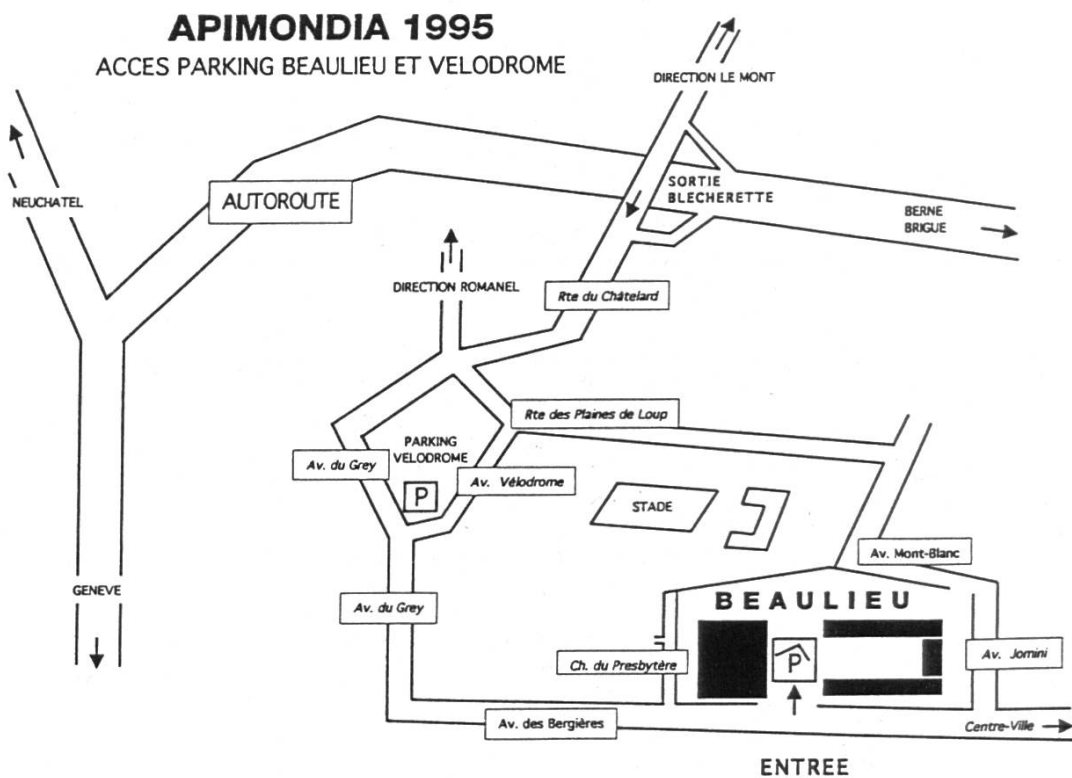 APIMONDIA 1995
ACCES PARKING BEAULIEU ET VELODROME
DIRECTION LE MONT
NEUCHATEL
AUTOROUTE
SORTIE
BLECHERETTE
BERNE
BRIGUE
DIRECTION ROMANEL
Rte du Châtelard
Rte des Plaines de Loup
PARKING
VELODROME
Av. du Grey
Av. Vélodrome
P
STADE
Av. Mont-Blanc
GENEVE
Av. du Grey
BEAULIEU
Ch. du Presbytère
P
Av. Jomini
Av. des Bergières
Centre-Ville
ENTREE